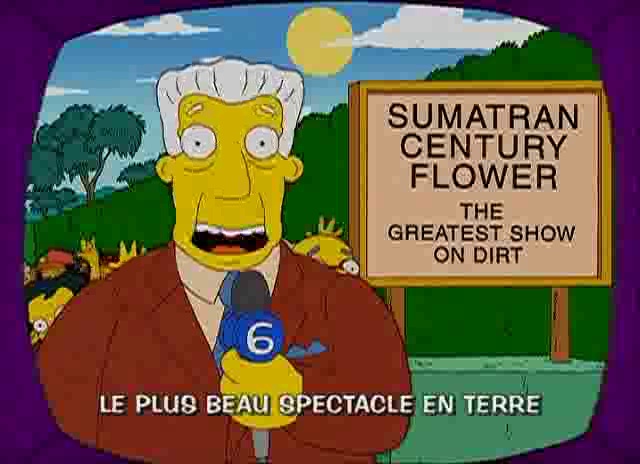 SUMATRAN
CENTURY
FLOWER
THE
GREATEST SHOW
ON DIRT
6
LE PLUS BEAU SPECTACLE EN TERRE